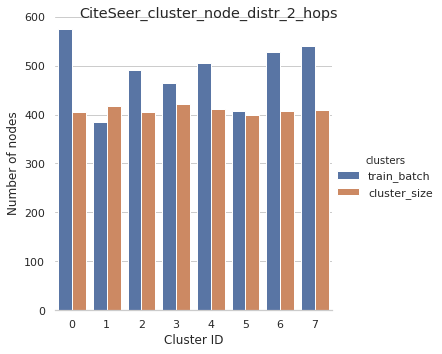 CiteSeer_cluster_node_distr_2_hops
600
500
400
300
200
100
0
Number of nodes
0 1 2 3 4 5 6 7
Cluster ID
clusters
train_batch
cluster_size